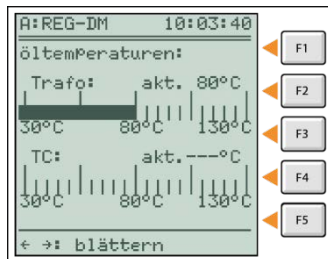 A:REG-DM 10:03:40
öltemperaturen:
Trafo: akt. 80°C
30°C 80°C 130°C
TC: akt.---°C
30°C 80°C 130°C
← →: blättern
F1
F2
F3
F4
F5